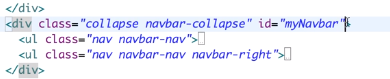 </div>
<div class="collapse navbar-collapse" id="myNavbar">
<ul class="nav navbar-nav">
<ul class="nav navbar-nav navbar-right">
</div>